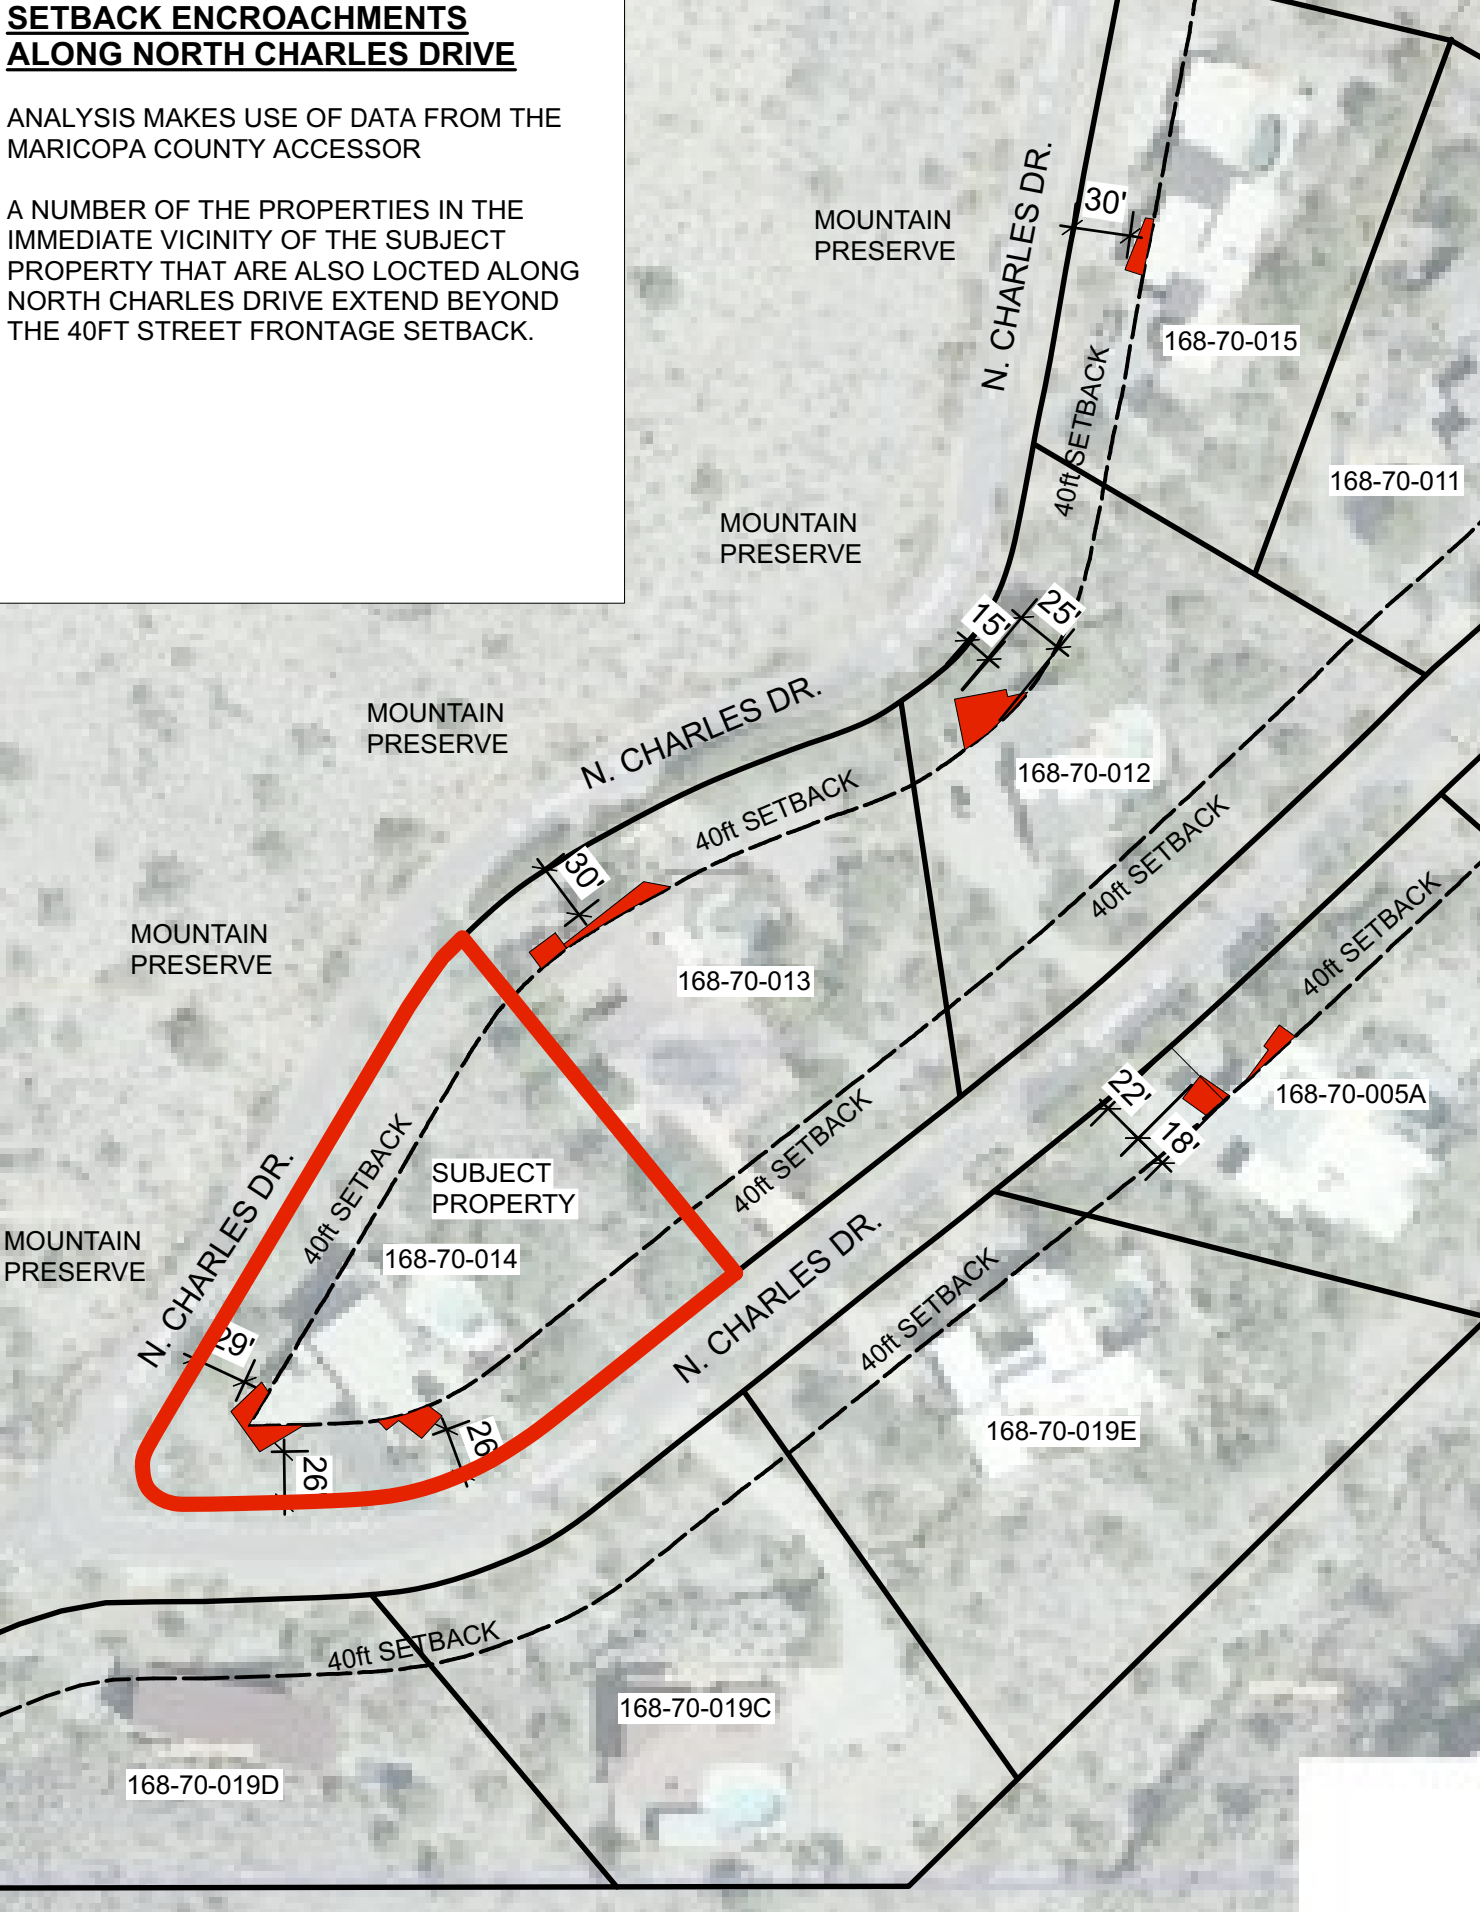 SETBACK ENCROACHMENTS
ALONG NORTH CHARLES DRIVE
ANALYSIS MAKES USE OF DATA FROM THE
MARICOPA COUNTY ACCESSOR
A NUMBER OF THE PROPERTIES IN THE
IMMEDIATE VICINITY OF THE SUBJECT
PROPERTY THAT ARE ALSO LOCTED ALONG
NORTH CHARLES DRIVE EXTEND BEYOND
THE 40FT STREET FRONTAGE SETBACK.
MOUNTAIN
PRESERVE
N. CHARLES DR.
30'
168-70-015
40ft SETBACK
168-70-011
MOUNTAIN
PRESERVE
15'
25'
MOUNTAIN
PRESERVE
N. CHARLES DR.
168-70-012
40ft SETBACK
40ft SETBACK
30'
40ft SETBACK
MOUNTAIN
PRESERVE
168-70-013
22'
18'
168-70-005A
40ft SETBACK
40ft SETBACK
SUBJECT
PROPERTY
168-70-014
MOUNTAIN
PRESERVE
N. CHARLES DR.
N. CHARLES DR.
40ft SETBACK
29'
26
26
168-70-019E
40ft SETBACK
168-70-019C
168-70-019D